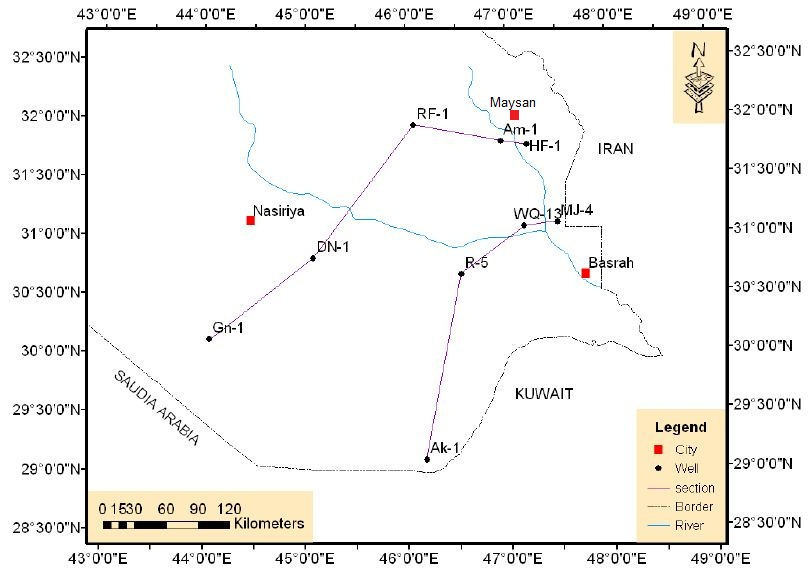 43°0'0"E 44°0'0"E 45°0'0"E 46°0'0"E 47°0'0"E 48°0'0"E 49°0'0"E
N
32°30'0"N 32°30'0"N
32°0'0"N 32°0'0"N
31°30'0"N 31°30'0"N
31°0'0"N 31°0'0"N
30°30'0"N 30°30'0"N
30°0'0"N 30°0'0"N
29°30'0"N 29°30'0"N
29°0'0"N 29°0'0"N
28°30'0"N 28°30'0"N
Maysan
RF-1
Am-1
HF-1
IRAN
Nasiriya
WQ-13
MJ-4
DN-1
R-5
Basrah
Gn-1
SAUDIA ARABIA
KUWAIT
Ak-1
Legend
City
Well
section
Border
River
0 15 30 60 90 120
Kilometers
43°0'0"E 44°0'0"E 45°0'0"E 46°0'0"E 47°0'0"E 48°0'0"E 49°0'0"E